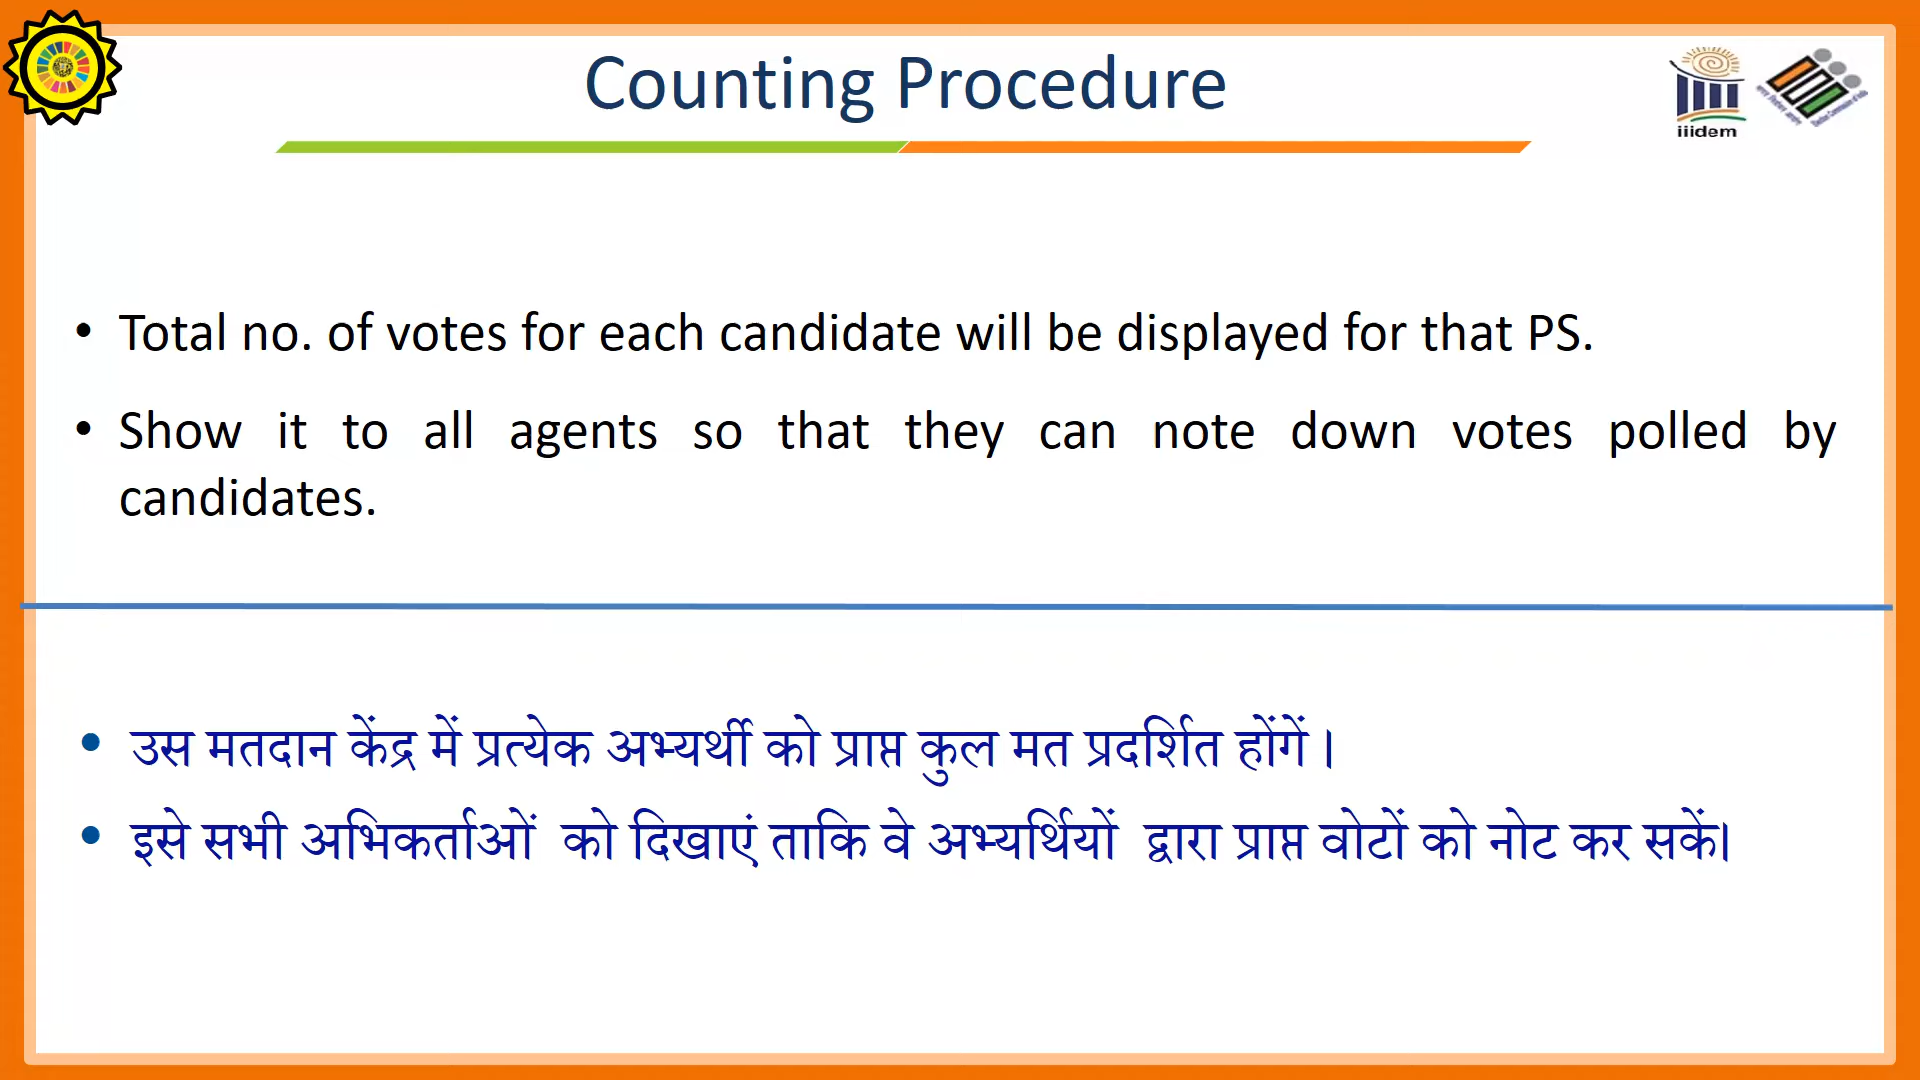 Counting Procedure
iiidem
• Total no. of votes for each candidate will be displayed for that PS.
• Show it to all agents so that they can note down votes polled by
candidates.
• उस मतदान केंद्र में प्रत्येक अभ्यर्थी को प्राप्त कुल मत प्रदर्शित होंगें।
• इसे सभी अभिकर्ताओं को दिखाएं ताकि वे अभ्यर्थियों द्वारा प्राप्त वोटों को नोट कर सकें।